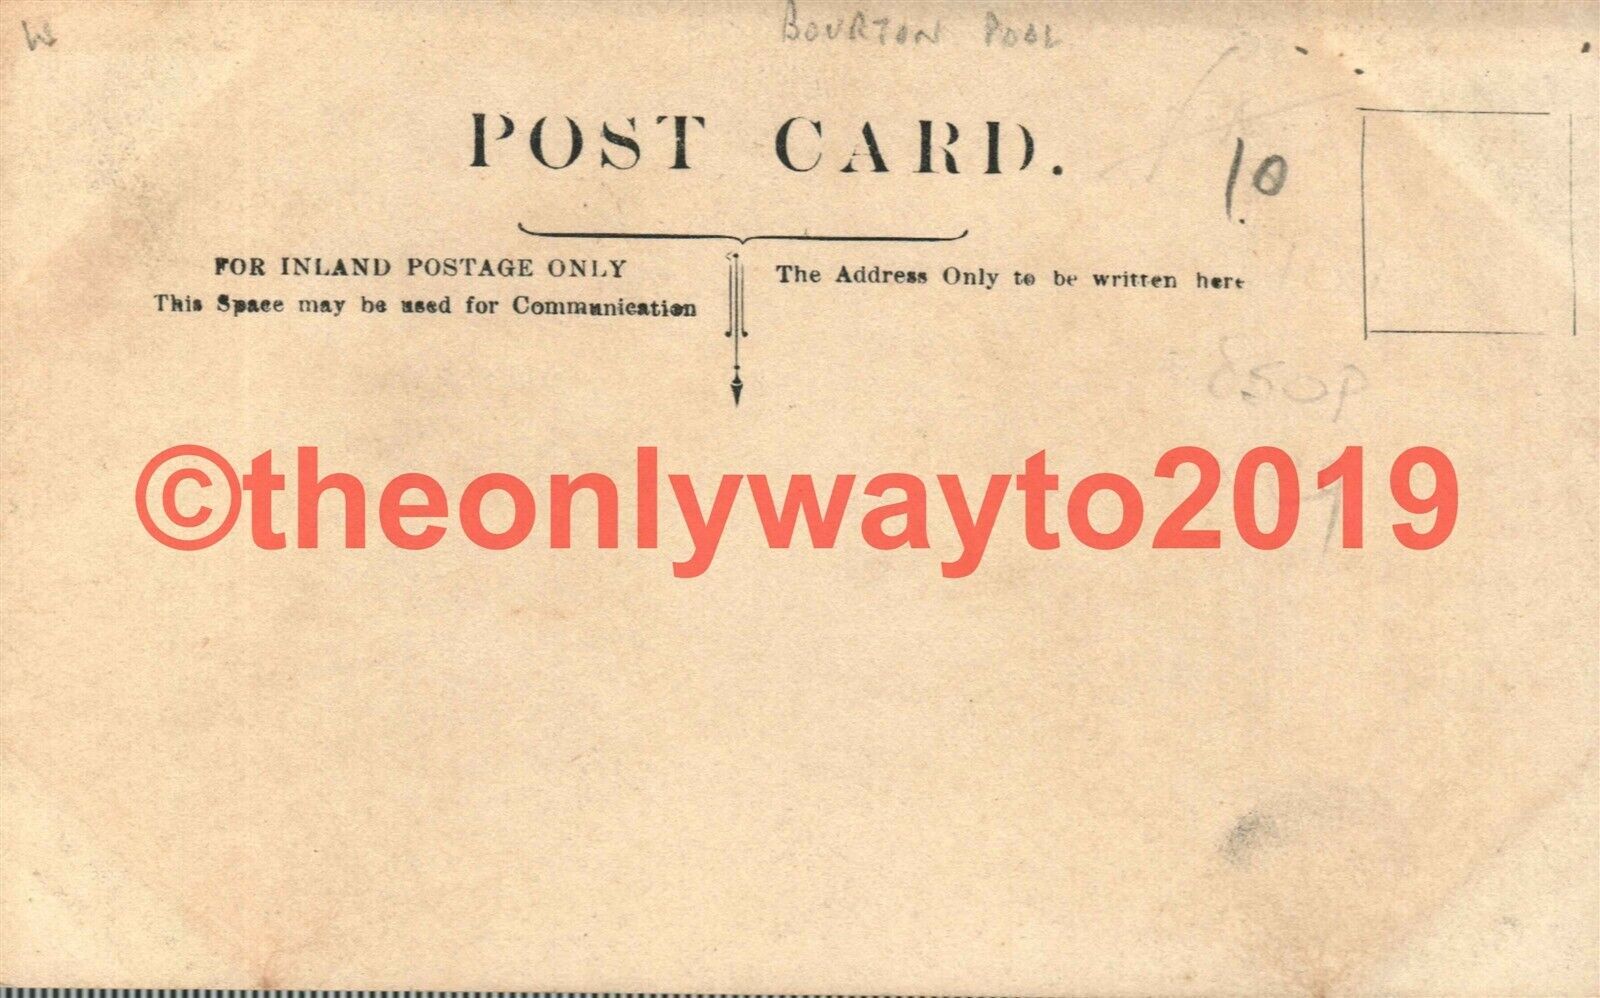 W
BOURTON POOL
POST CARD.
10
FOR INLAND POSTAGE ONLY
This Space may be used for Communication
The Address Only to be written here
850P
©theonlywayto2019